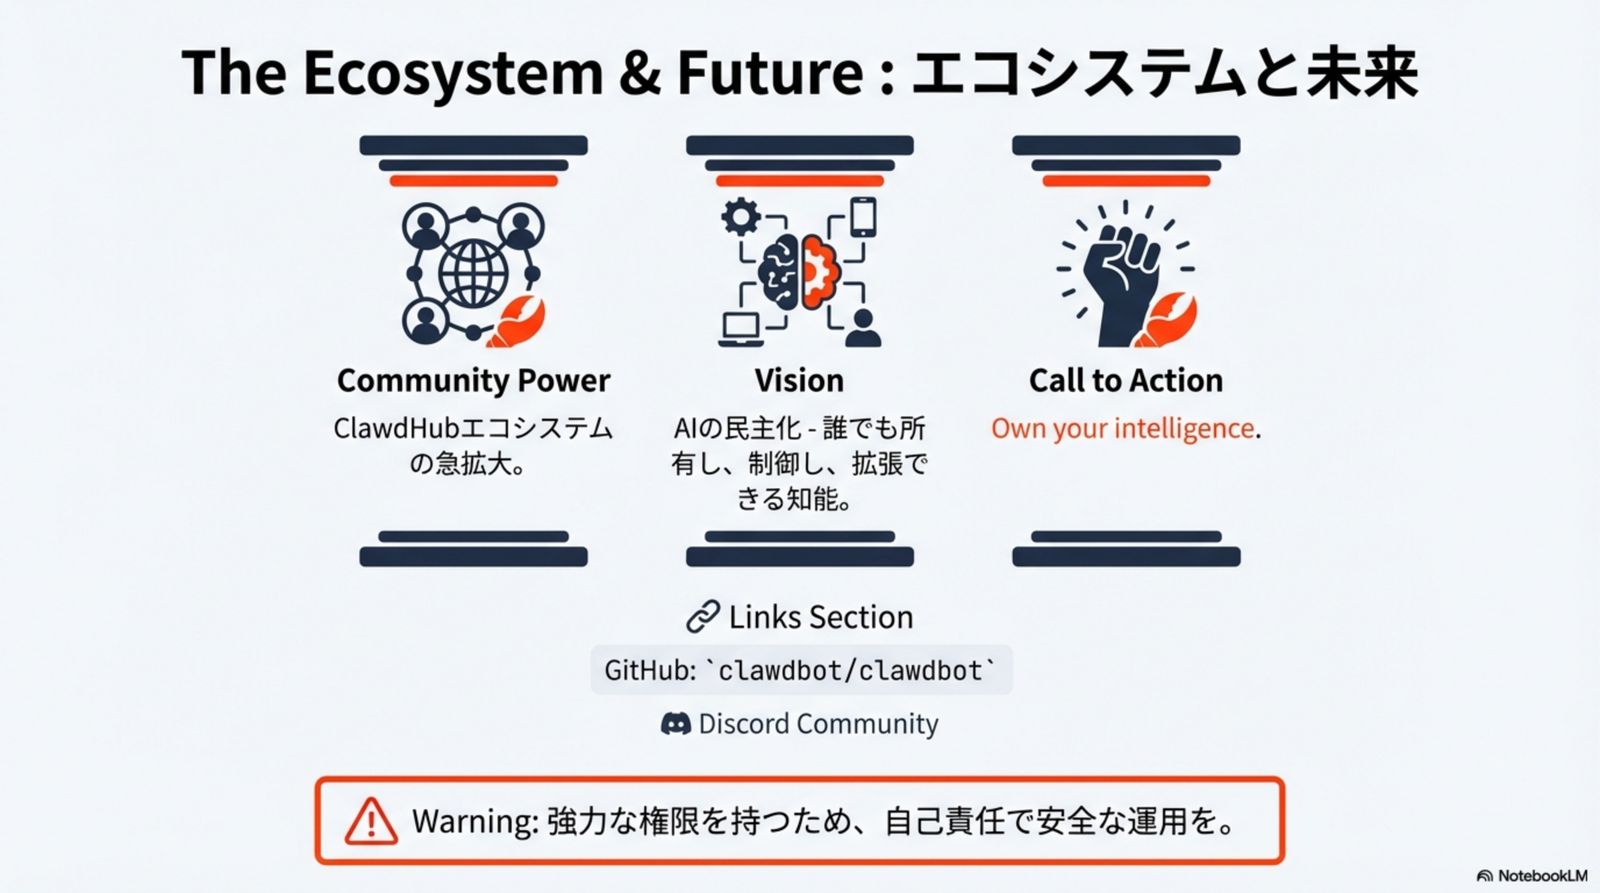 The Ecosystem & Future : エコシステムと未来
Community Power
ClawdHubエコシステム
の急拡大。
Vision
AIの民主化 - 誰でも所
有し、制御し、拡張で
きる知能。
Call to Action
Own your intelligence.
Links Section
GitHub: `clawdbot/clawdbot`
Discord Community
Warning: 強力な権限を持つため、自己責任で安全な運用を。
NotebookLM